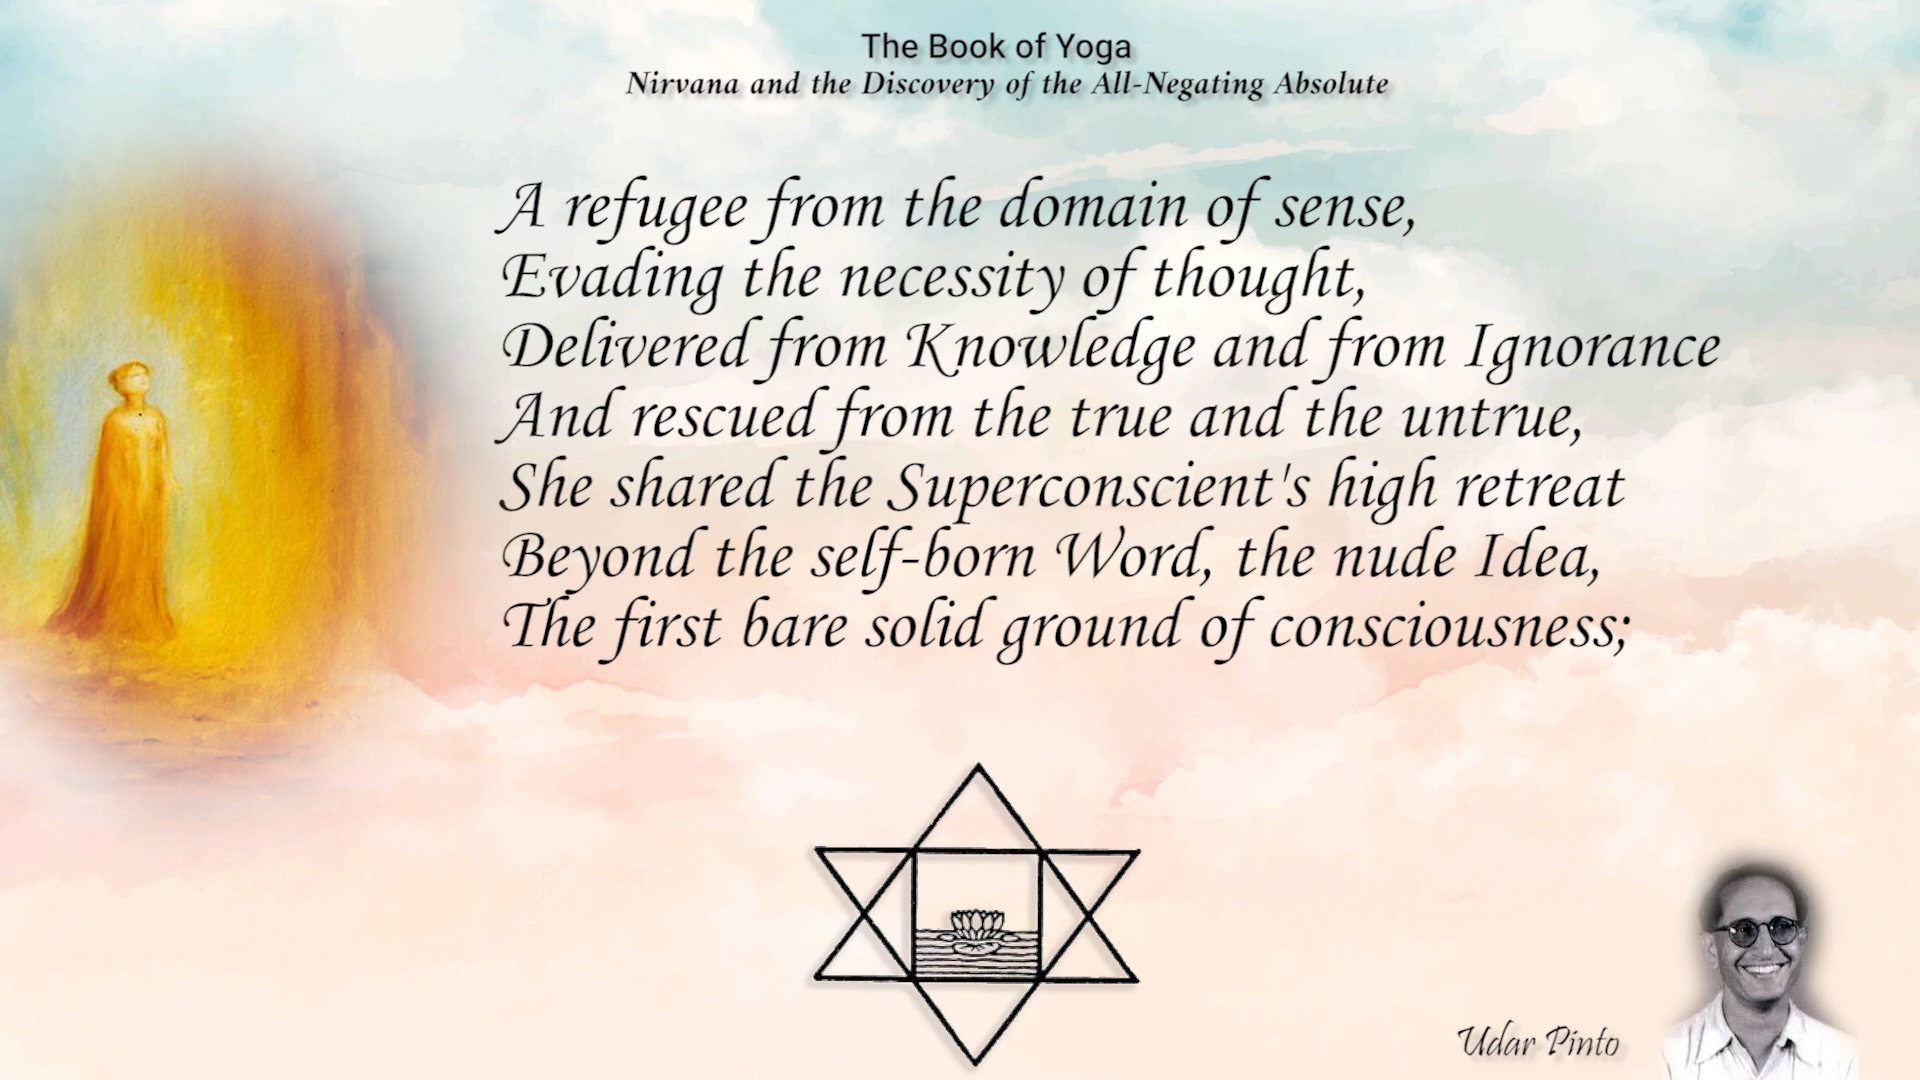 The Book of Yoga
Nirvana and the Discovery of the All-Negating Absolute
A refugee from the domain of sense,
Evading the necessity of thought,
Delivered from Knowledge and from Ignorance
And rescued from the true and the untrue,
She shared the Superconscient's high retreat
Beyond the self-born Word, the nude Idea,
The first bare solid ground of consciousness;
Udar Pinto